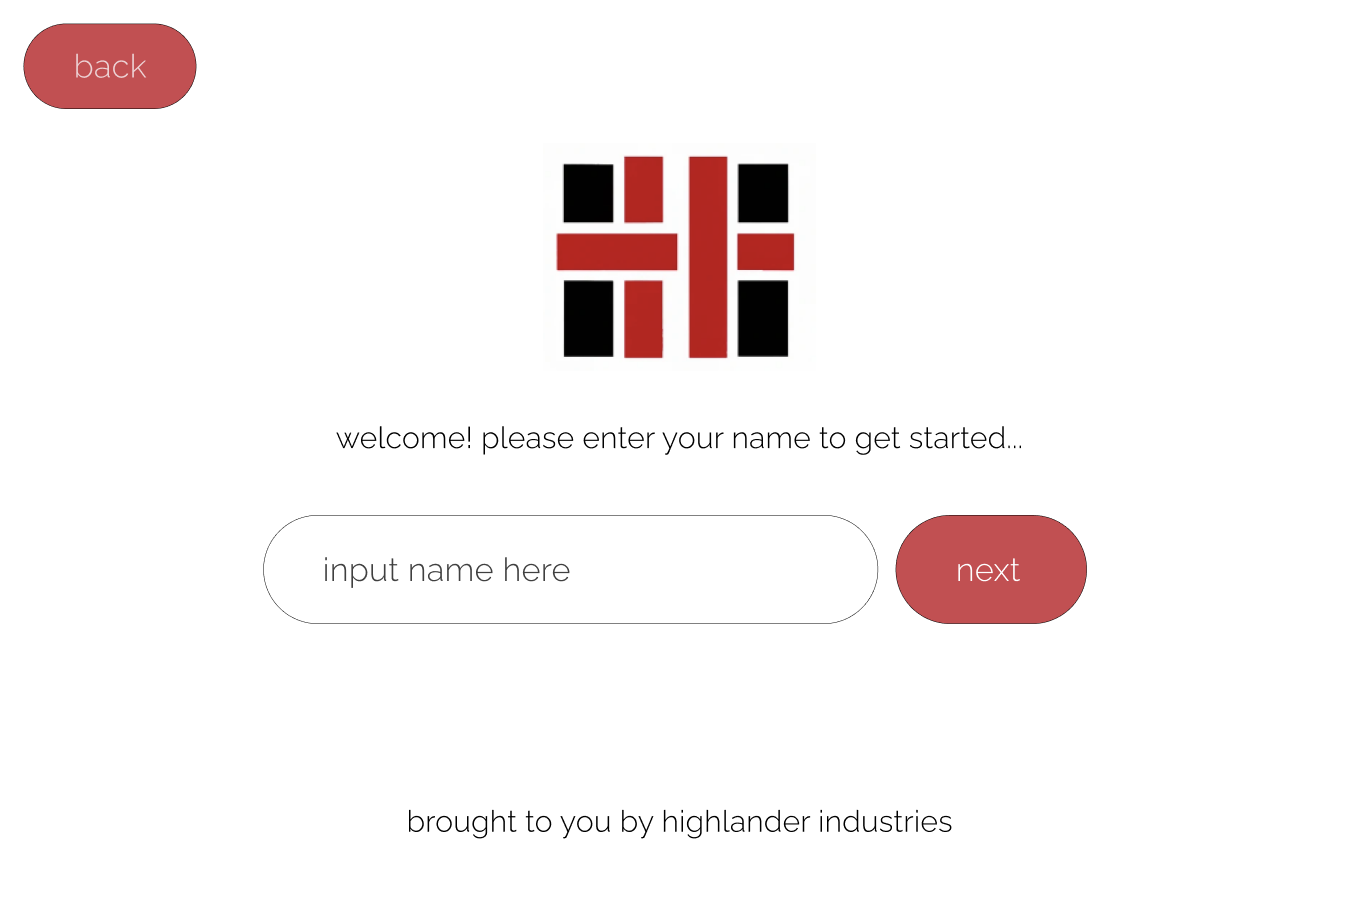 back
welcome! please enter your name to get started...
input name here
next
brought to you by highlander industries